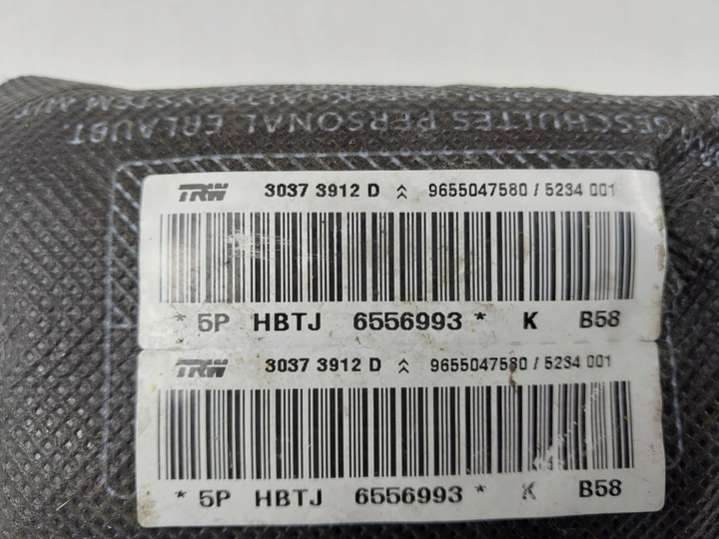 GESCHULTES PERSONAL ERLAUBT.
TRW 3037 3912 D 9655047580 / 5234 001
* 5P HBTJ 6556993 * K B58
TRW 3037 3912 D 9655047580 / 5234 001
* 5P HBTJ 6556993 * K B58